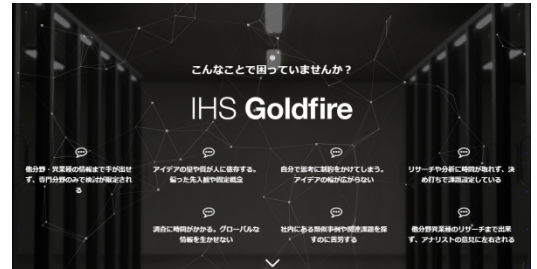 こんなことで困っていませんか？
IHS Goldfire
他分野・異業種の情報まで手が出せ
ず、専門分野のみで検討が限定され
る
アイデアの量や質が人に依存する。
偏った先入観や固定概念
自分で思考に制約をかけてしまう。
アイデアの幅が広がらない
リサーチや分析に時間が取れず、決
め打ちで課題設定している
調査に時間がかかる。グローバルな
情報を生かせない
社内にある類似事例や関連課題を探
すのに苦労する
他分野異業種のリサーチまで出来
ず、アナリストの意見に左右される